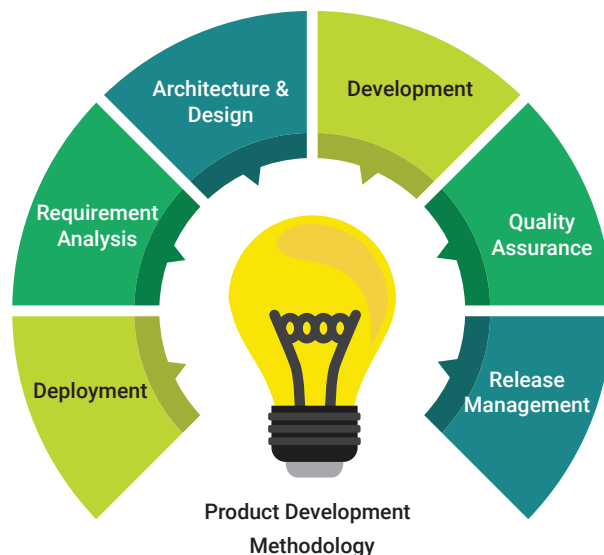 Architecture &
Design
Development
Requirement
Analysis
Quality
Assurance
Deployment
Release
Management
Product Development
Methodology